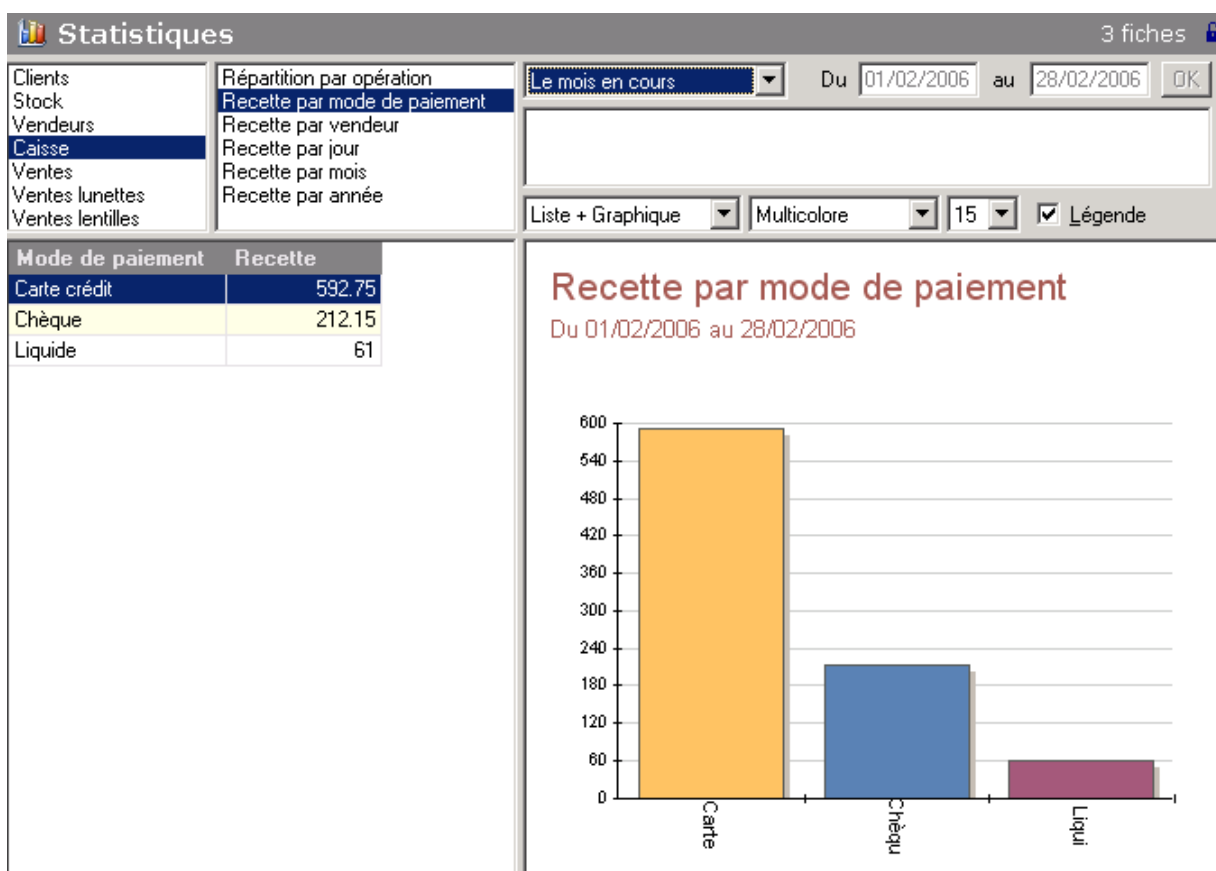 Statistiques
3 fiches
Clients
Stock
Vendeurs
Caisse
Ventes
Ventes lunettes
Ventes lentilles
Répartition par opération
Recette par mode de paiement
Recette par vendeur
Recette par jour
Recette par mois
Recette par année
Le mois en cours
Du 01/02/2006 au 28/02/2006 OK
Liste + Graphique
Multicolore
15
Légende
Mode de paiement Recette
Carte crédit 592.75
Chèque 212.15
Liquide 61
Recette par mode de paiement
Du 01/02/2006 au 28/02/2006
600
540
480
420
360
300
240
180
120
60
0
Carte
Chèqu
Liqui